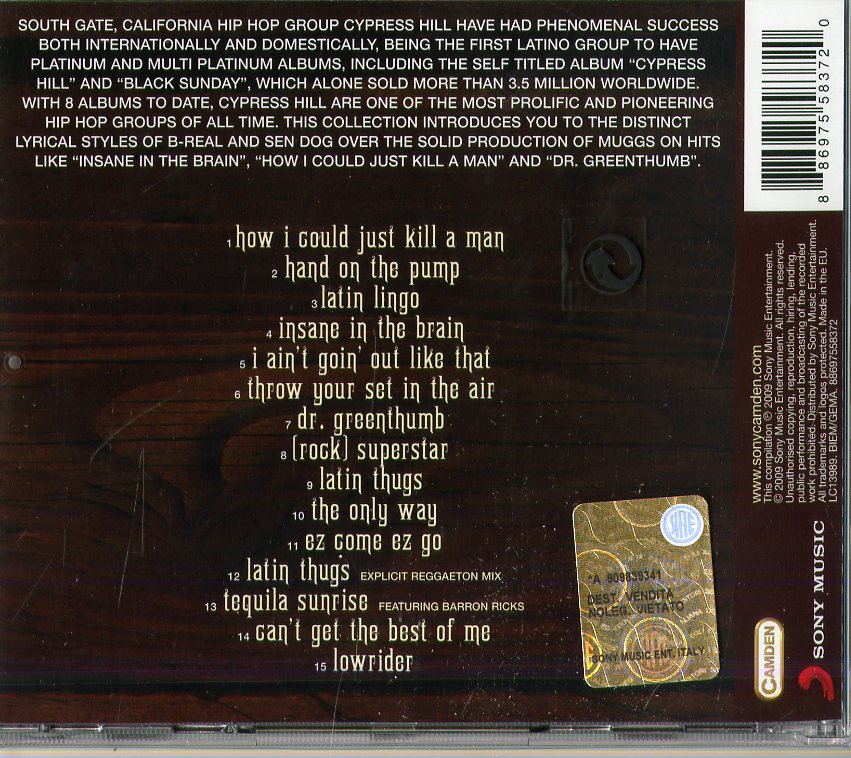 SOUTH GATE, CALIFORNIA HIP HOP GROUP CYPRESS HILL HAVE HAD PHENOMENAL SUCCESS
BOTH INTERNATIONALLY AND DOMESTICALLY, BEING THE FIRST LATINO GROUP TO HAVE
PLATINUM AND MULTI PLATINUM ALBUMS, INCLUDING THE SELF TITLED ALBUM “CYPRESS
HILL” AND “BLACK SUNDAY”, WHICH ALONE SOLD MORE THAN 3.5 MILLION WORLDWIDE.
WITH 8 ALBUMS TO DATE, CYPRESS HILL ARE ONE OF THE MOST PROLIFIC AND PIONEERING
HIP HOP GROUPS OF ALL TIME. THIS COLLECTION INTRODUCES YOU TO THE DISTINCT
LYRICAL STYLES OF B-REAL AND SEN DOG OVER THE SOLID PRODUCTION OF MUGGS ON HITS
LIKE “INSANE IN THE BRAIN”, “HOW I COULD JUST KILL A MAN” AND “DR. GREENTHUMB”.
1 how i could just kill a man
2 hand on the pump
3 latin lingo
4 insane in the brain
5 i ain't goin' out like that
6 throw your set in the air
7 dr. greenthumb
8 (rock) superstar
9 latin thugs
10 the only way
11 ez come ez go
12 latin thugs EXPLICIT REGGAETON MIX
13 tequila sunrise FEATURING BARRON RICKS
14 can't get the best of me
15 lowrider
*A 909839341
DEST. VENDITA
NOLEG. VIETATO
SONY MUSIC ENT. ITALY
8 86975 58372 0
www.sonycamden.com
This compilation ℗ 2009 Sony Music Entertainment.
© 2009 Sony Music Entertainment. All rights reserved.
Unauthorised copying, reproduction, hiring, lending,
public performance and broadcasting of the recorded
work prohibited. Distributed by Sony Music Entertainment.
All trademarks and logos protected. Made in the EU.
LC13989. BIEM/GEMA. 88697558372
CAMDEN
SONY MUSIC